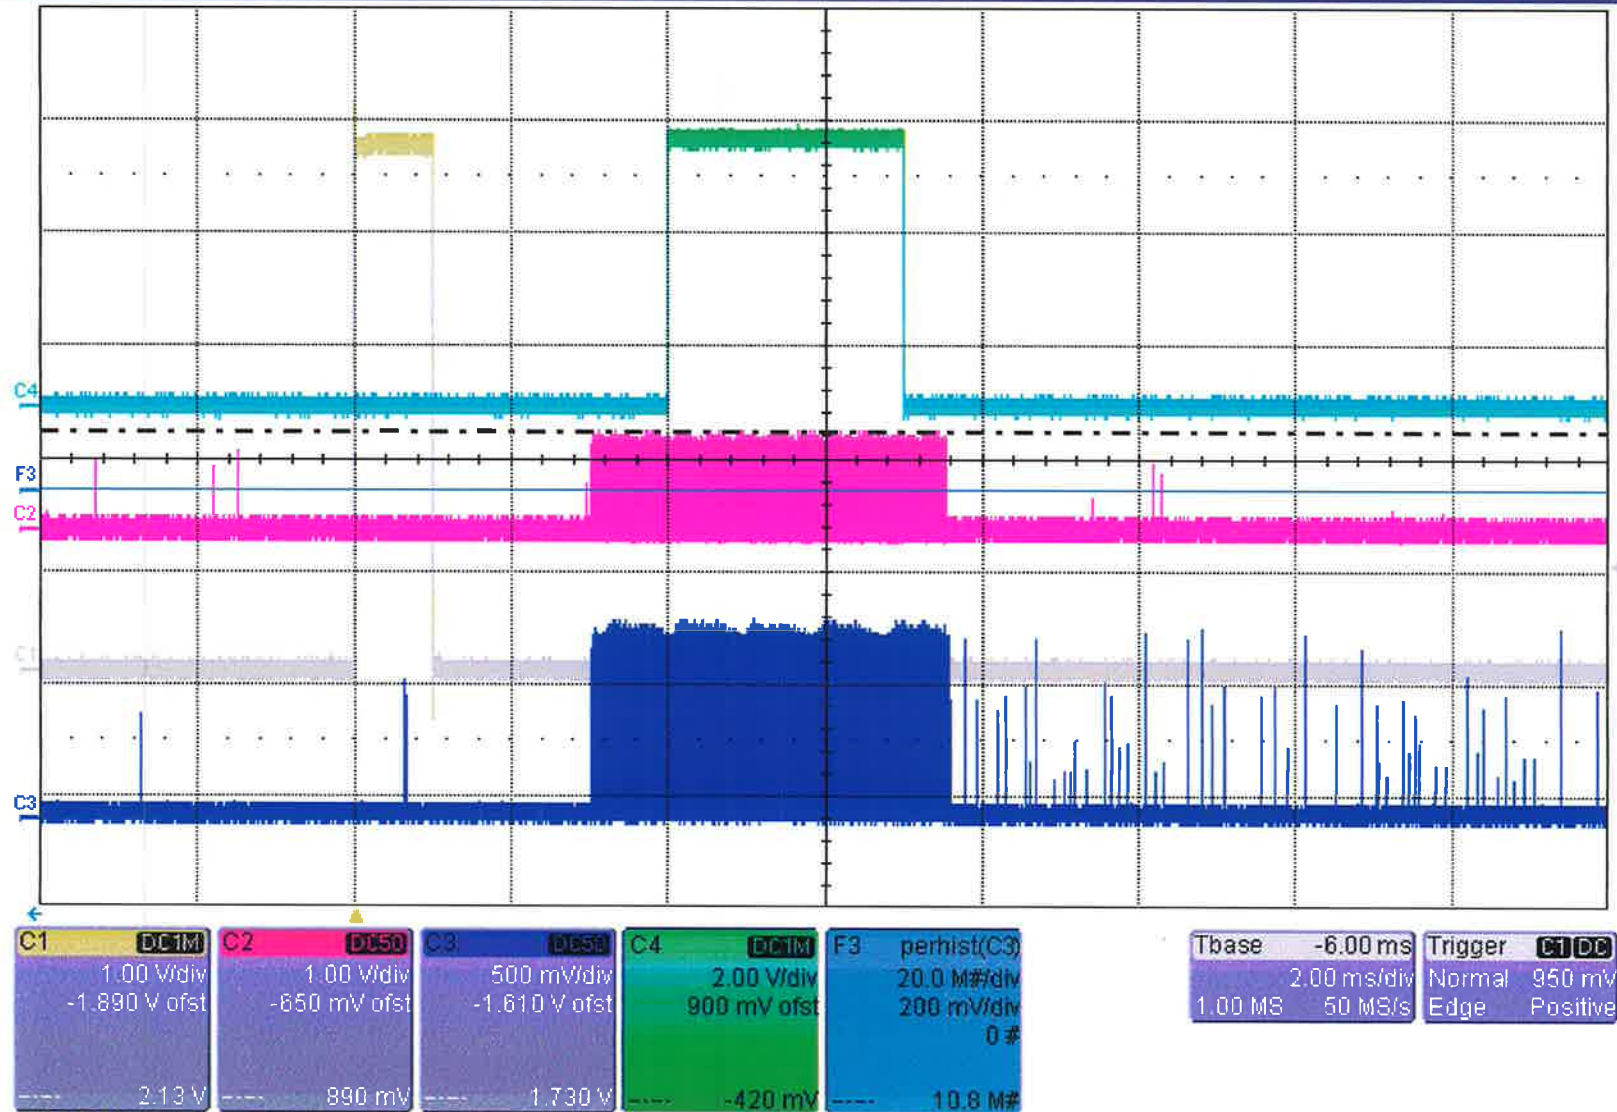 C4
F3
C2
C1
C3
C1 DC1M
1.00 V/div
-1.890 V ofst
---- 2.13 V
C2 DC50
1.00 V/div
-650 mV ofst
---- 890 mV
C3 DC50
500 mV/div
-1.610 V ofst
---- 1.730 V
C4 DC1M
2.00 V/div
900 mV ofst
---- -420 mV
F3 perhist(C3)
20.0 M#/div
200 mV/div
0 #
---- 10.8 M#
Tbase -6.00 ms
2.00 ms/div
1.00 MS 50 MS/s
Trigger C1 DC
Normal 950 mV
Edge Positive